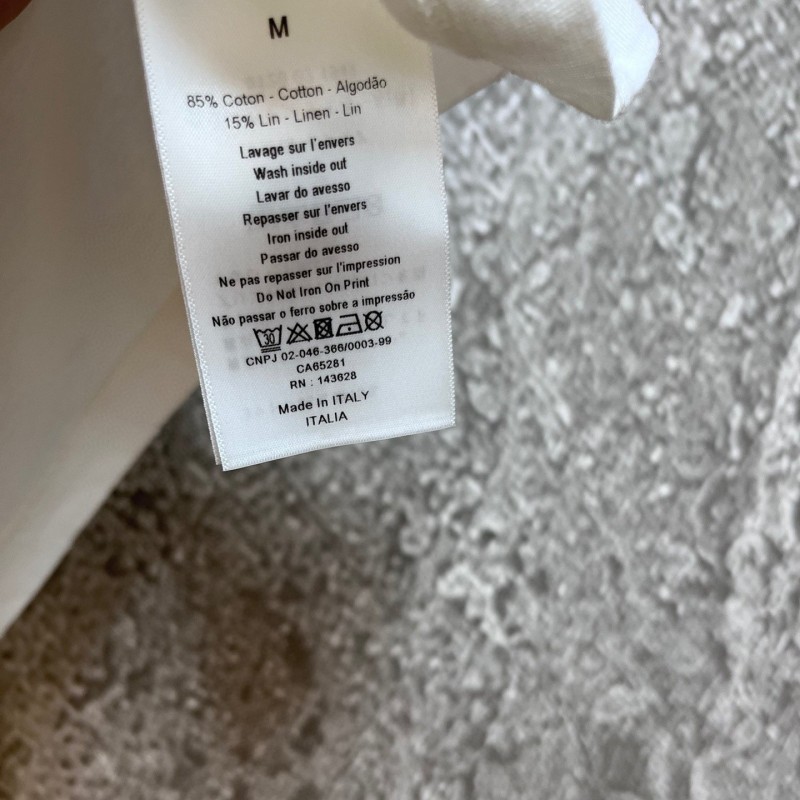 M
85% Coton - Cotton - Algodão
15% Lin - Linen - Lin
Lavage sur l'envers
Wash inside out
Lavar do avesso
Repasser sur l'envers
Iron inside out
Passar do avesso
Ne pas repasser sur l'impression
Do Not Iron On Print
Não passar o ferro sobre a impressão
30
CNPJ 02-046-366/0003-99
CA65281
RN : 143628
Made In ITALY
ITALIA